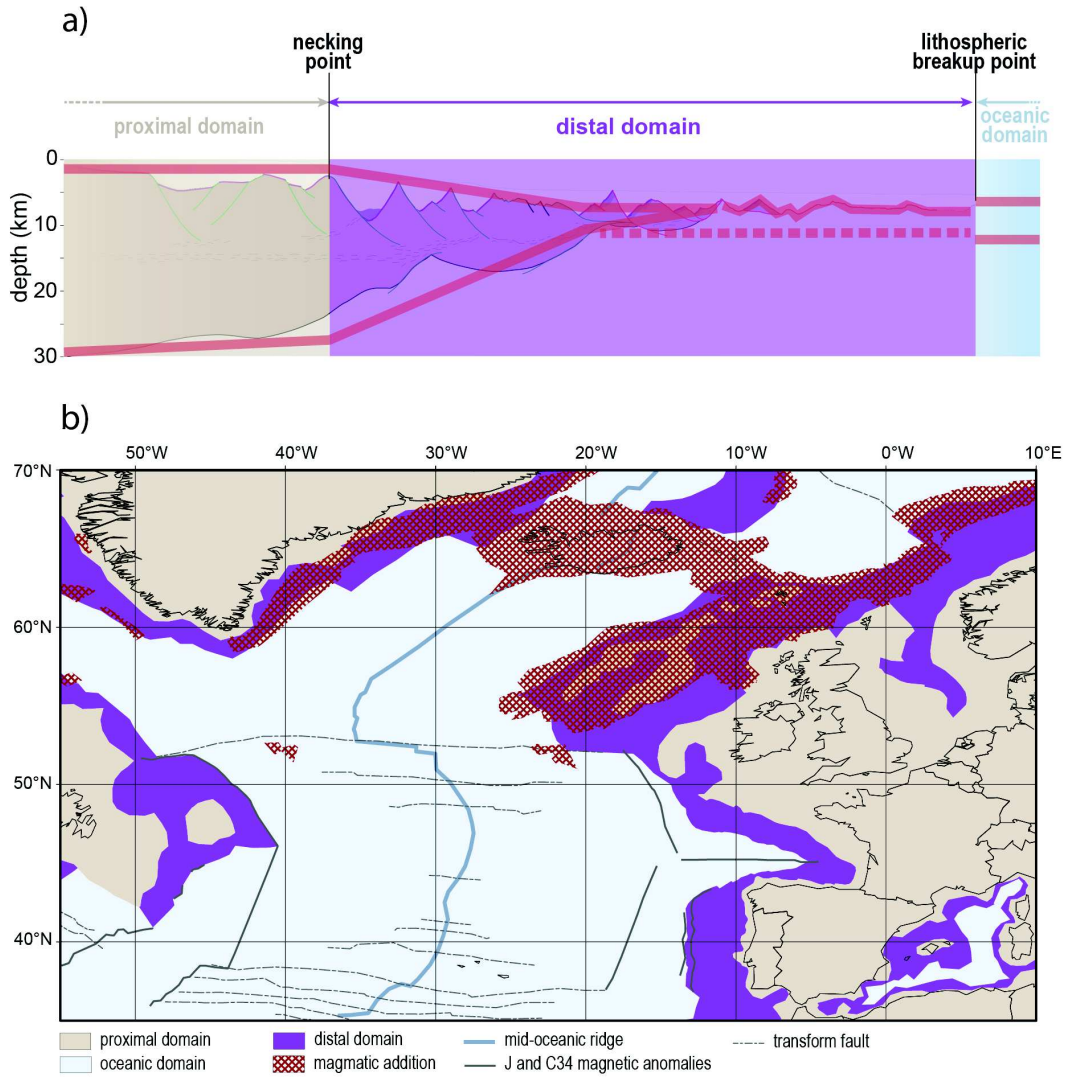 a)
necking
point
lithospheric
breakup point
proximal domain
distal domain
oceanic
domain
0
10
20
30
depth (km)
b)
50°W 40°W 30°W 20°W 10°W 0°W 10°E
70°N
60°N
50°N
40°N
proximal domain distal domain mid-oceanic ridge transform fault
oceanic domain magmatic addition J and C34 magnetic anomalies